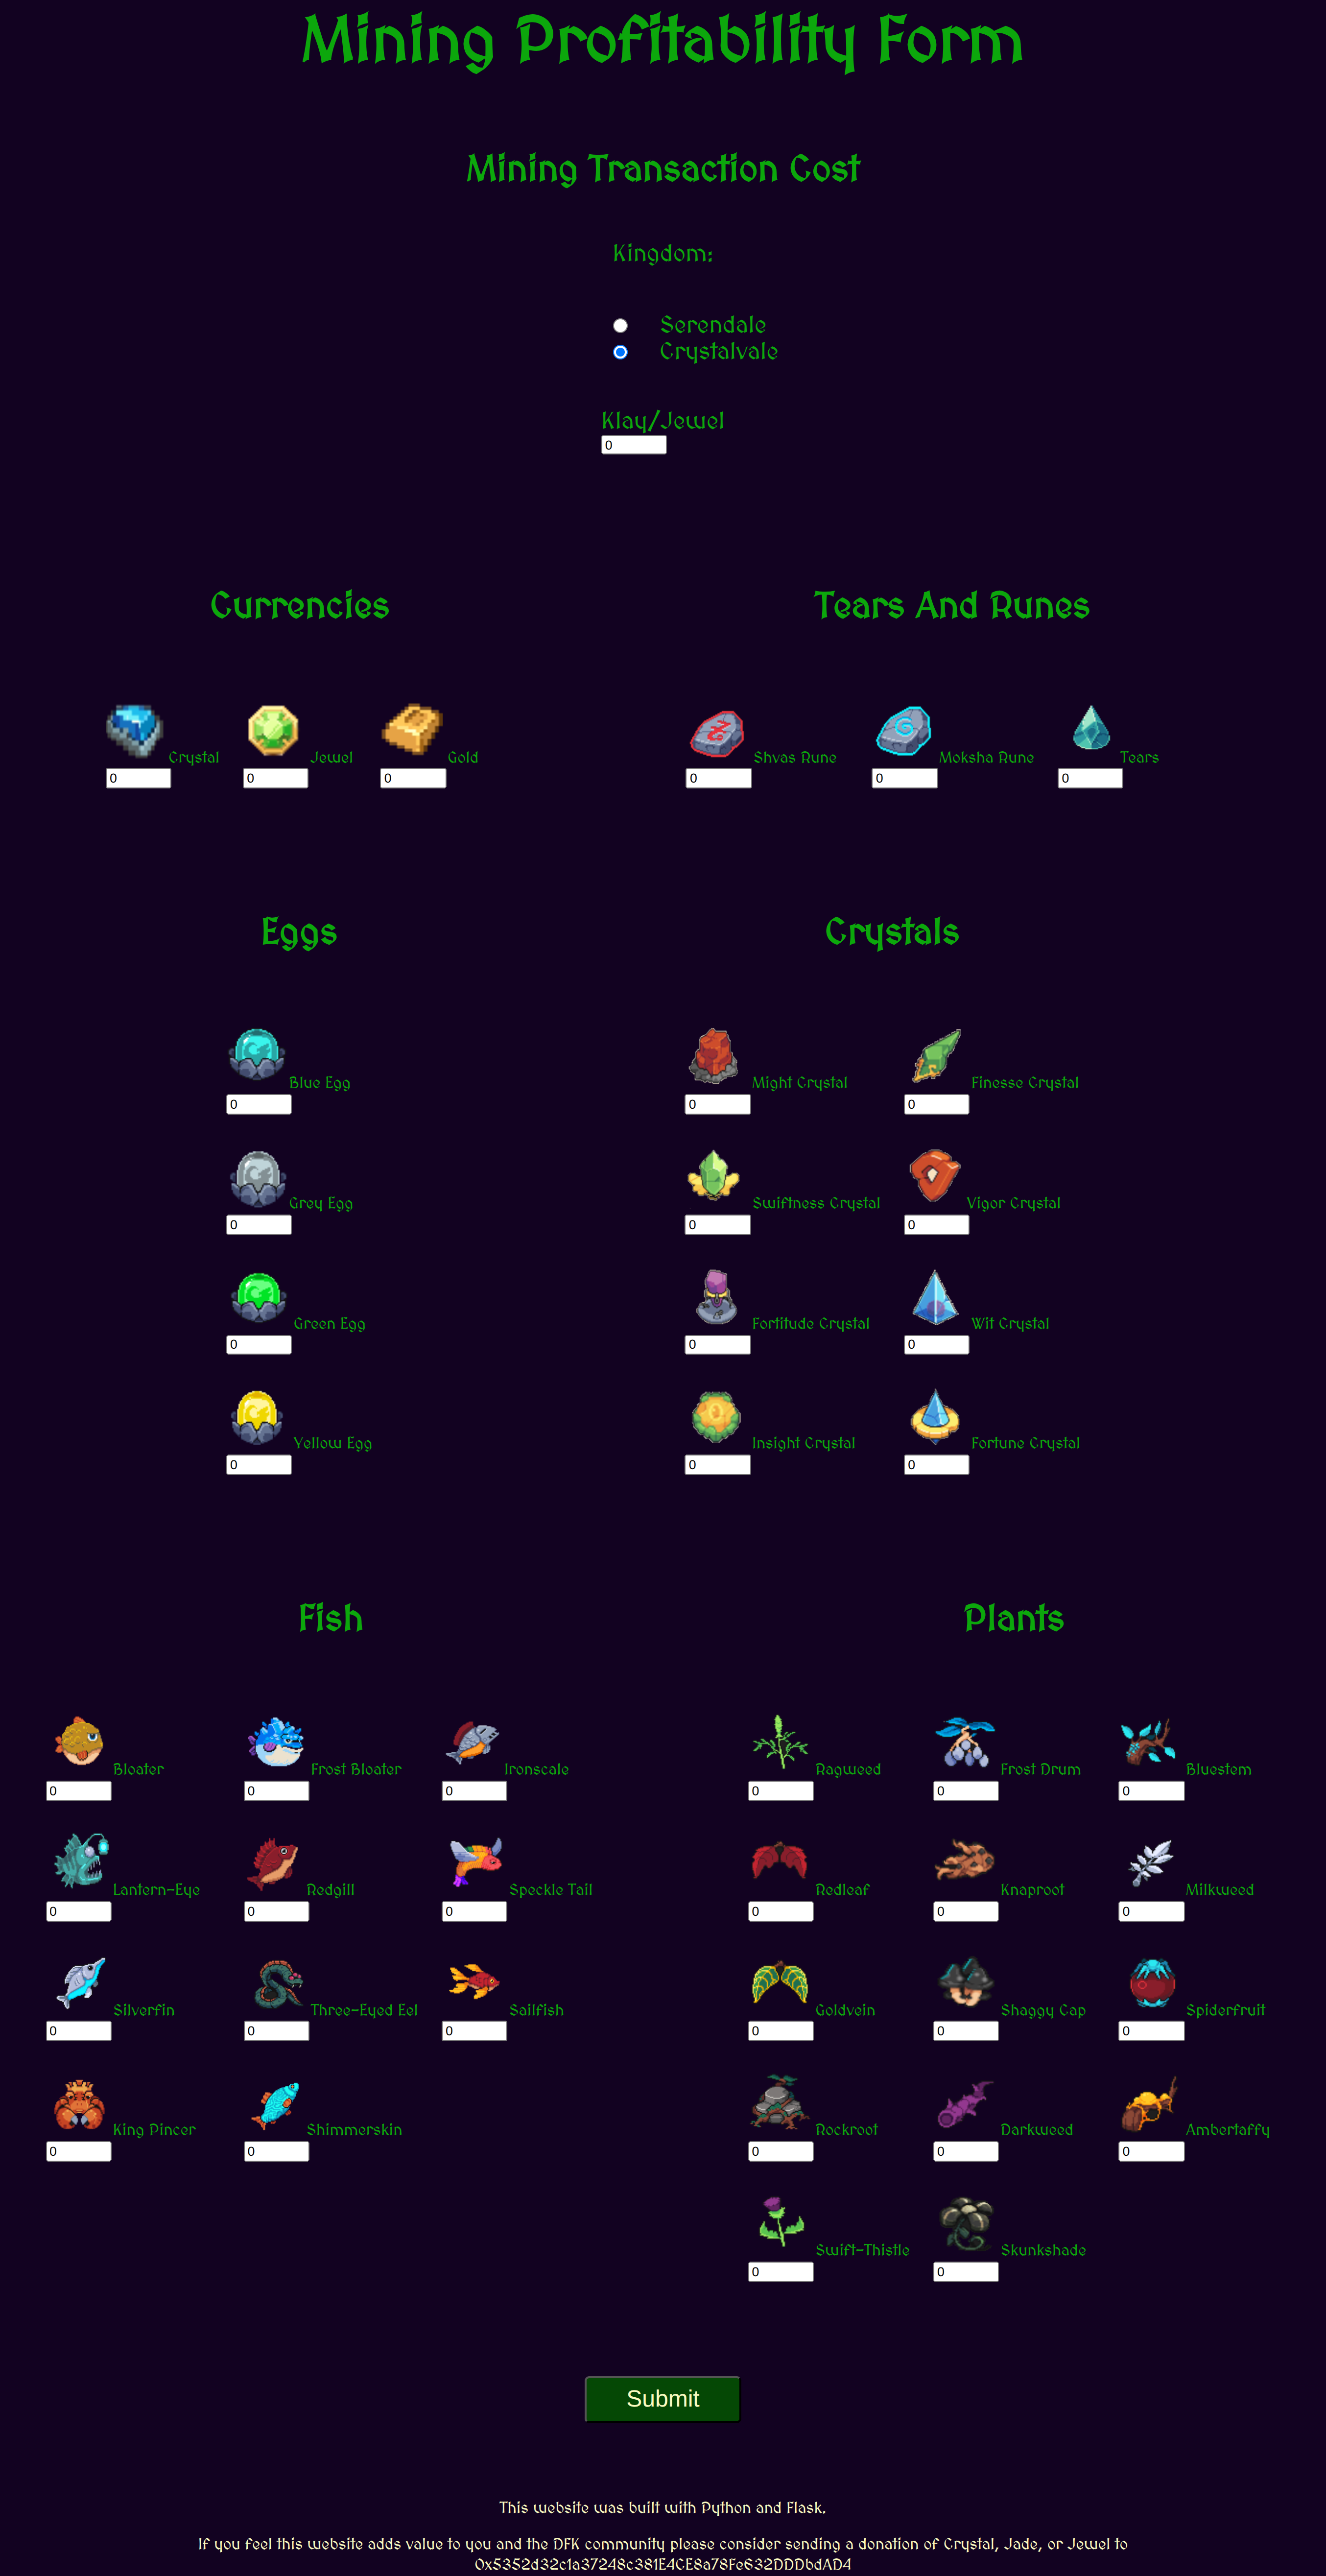 Mining Profitability Form
Mining Transaction Cost
Kingdom:
Serendale
Crystalvale
Klay/Jewel
0
Currencies
Crystal Jewel Gold
0 0 0
Tears And Runes
Shvas Rune Moksha Rune Tears
0 0 0
Eggs
Blue Egg
0
Grey Egg
0
Green Egg
0
Yellow Egg
0
Crystals
Might Crystal Finesse Crystal
0 0
Swiftness Crystal Vigor Crystal
0 0
Fortitude Crystal Wit Crystal
0 0
Insight Crystal Fortune Crystal
0 0
Fish
Bloater Frost Bloater Ironscale
0 0 0
Lantern-Eye Redgill Speckle Tail
0 0 0
Silverfin Three-Eyed Eel Sailfish
0 0 0
King Pincer Shimmerskin
0 0
Plants
Ragweed Frost Drum Bluestem
0 0 0
Redleaf Knaproot Milkweed
0 0 0
Goldvein Shaggy Cap Spiderfruit
0 0 0
Rockroot Darkweed Ambertaffy
0 0 0
Swift-Thistle Skunkshade
0 0
Submit
This website was built with Python and Flask.
If you feel this website adds value to you and the DFK community please consider sending a donation of Crystal, Jade, or Jewel to
0x5352d32c1a37248c381E4CE8a78Fe632DDDbdAD4